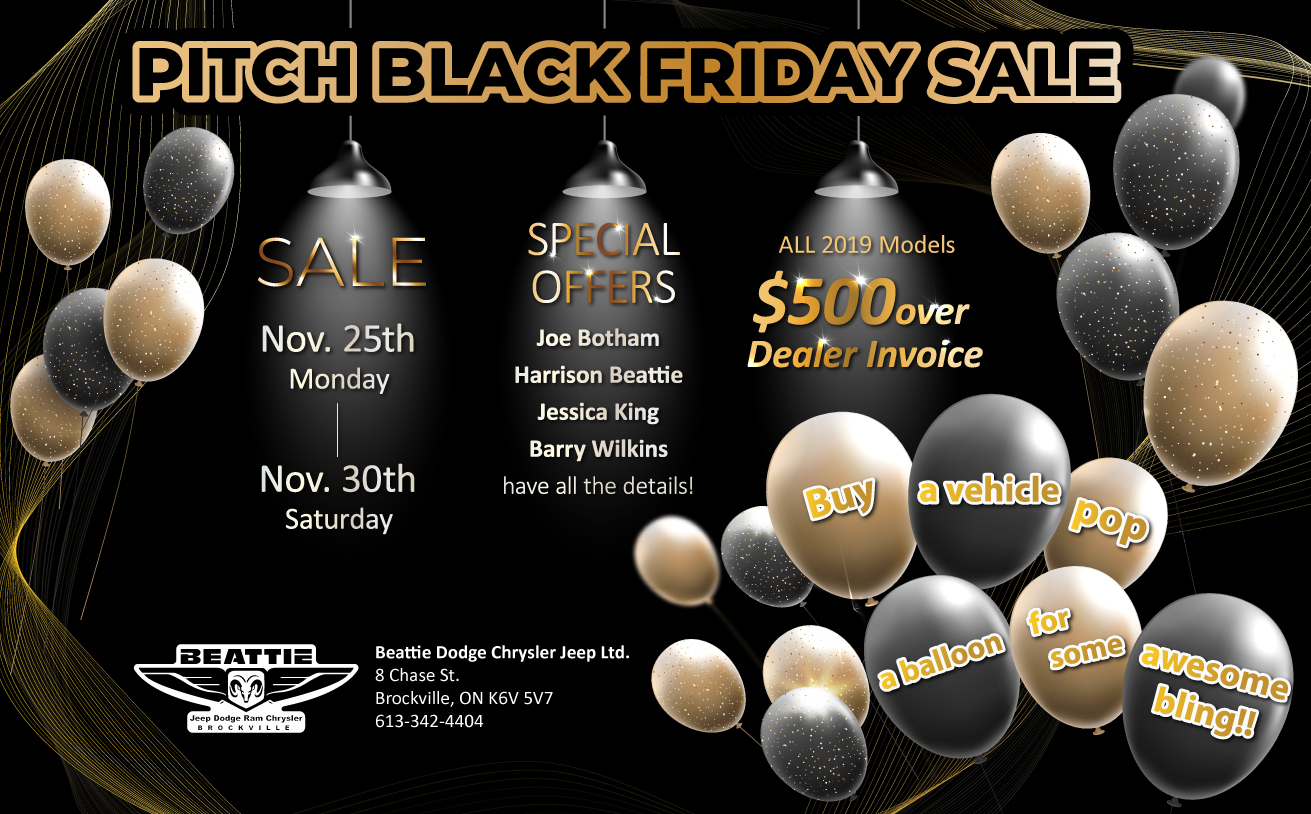 PITCH BLACK FRIDAY SALE
SALE
Nov. 25th
Monday
Nov. 30th
Saturday
SPECIAL
OFFERS
Joe Botham
Harrison Beattie
Jessica King
Barry Wilkins
have all the details!
ALL 2019 Models
$500 over
Dealer Invoice
Buy
a vehicle
pop
a balloon
for
some
awesome
bling!!
BEATTIE
Jeep Dodge Ram Chrysler
BROCKVILLE
Beattie Dodge Chrysler Jeep Ltd.
8 Chase St.
Brockville, ON K6V 5V7
613-342-4404